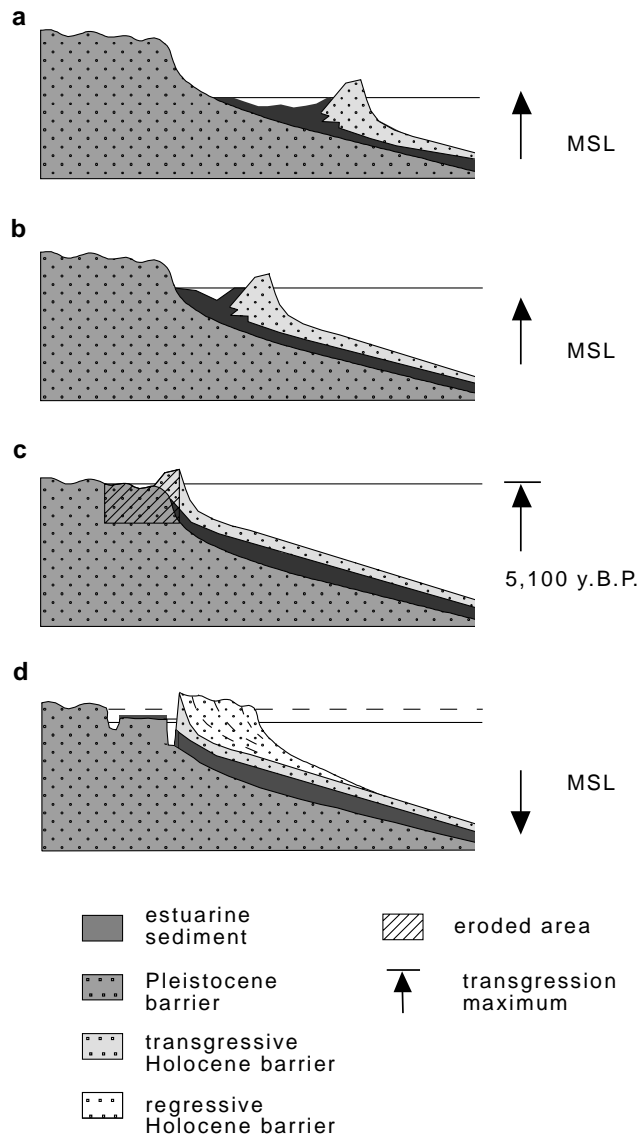 a
MSL
b
MSL
c
5,100 y.B.P.
d
MSL
estuarine
sediment
eroded area
Pleistocene
barrier
transgression
maximum
transgressive
Holocene barrier
regressive
Holocene barrier